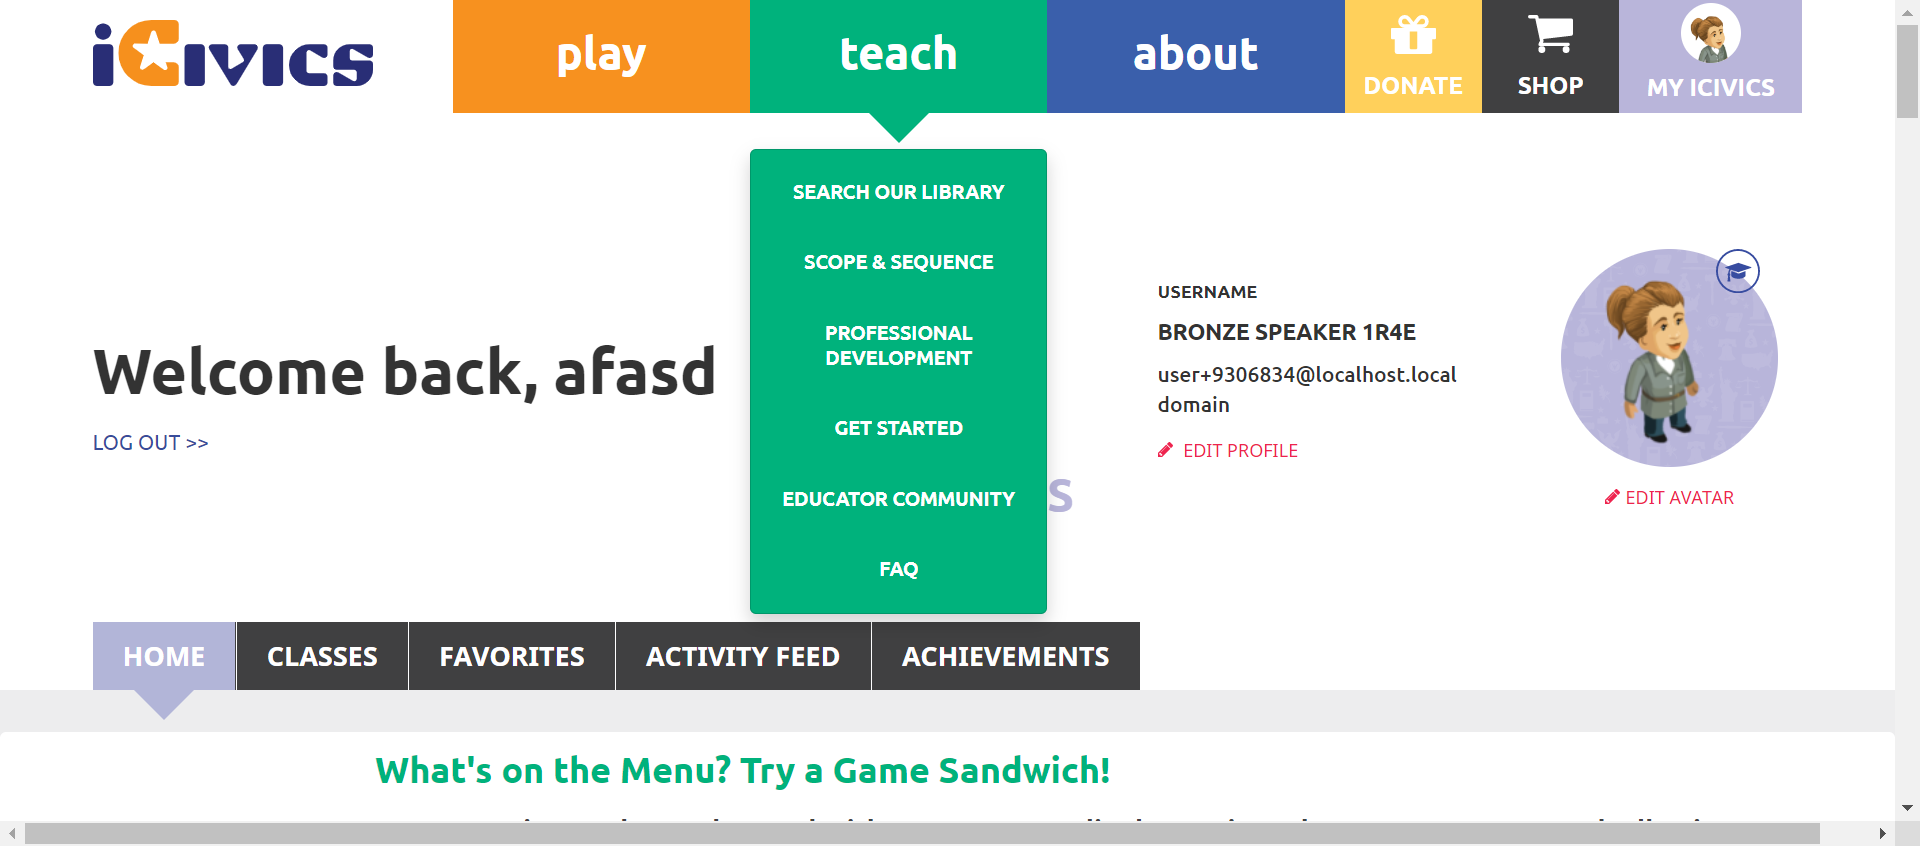 iCivics
play
teach
about
DONATE
SHOP
MY ICIVICS
SEARCH OUR LIBRARY
SCOPE & SEQUENCE
PROFESSIONAL
DEVELOPMENT
GET STARTED
EDUCATOR COMMUNITY
FAQ
Welcome back, afasd
LOG OUT >>
s
USERNAME
BRONZE SPEAKER 1R4E
user+9306834@localhost.local
domain
EDIT PROFILE
EDIT AVATAR
HOME
CLASSES
FAVORITES
ACTIVITY FEED
ACHIEVEMENTS
What's on the Menu? Try a Game Sandwich!